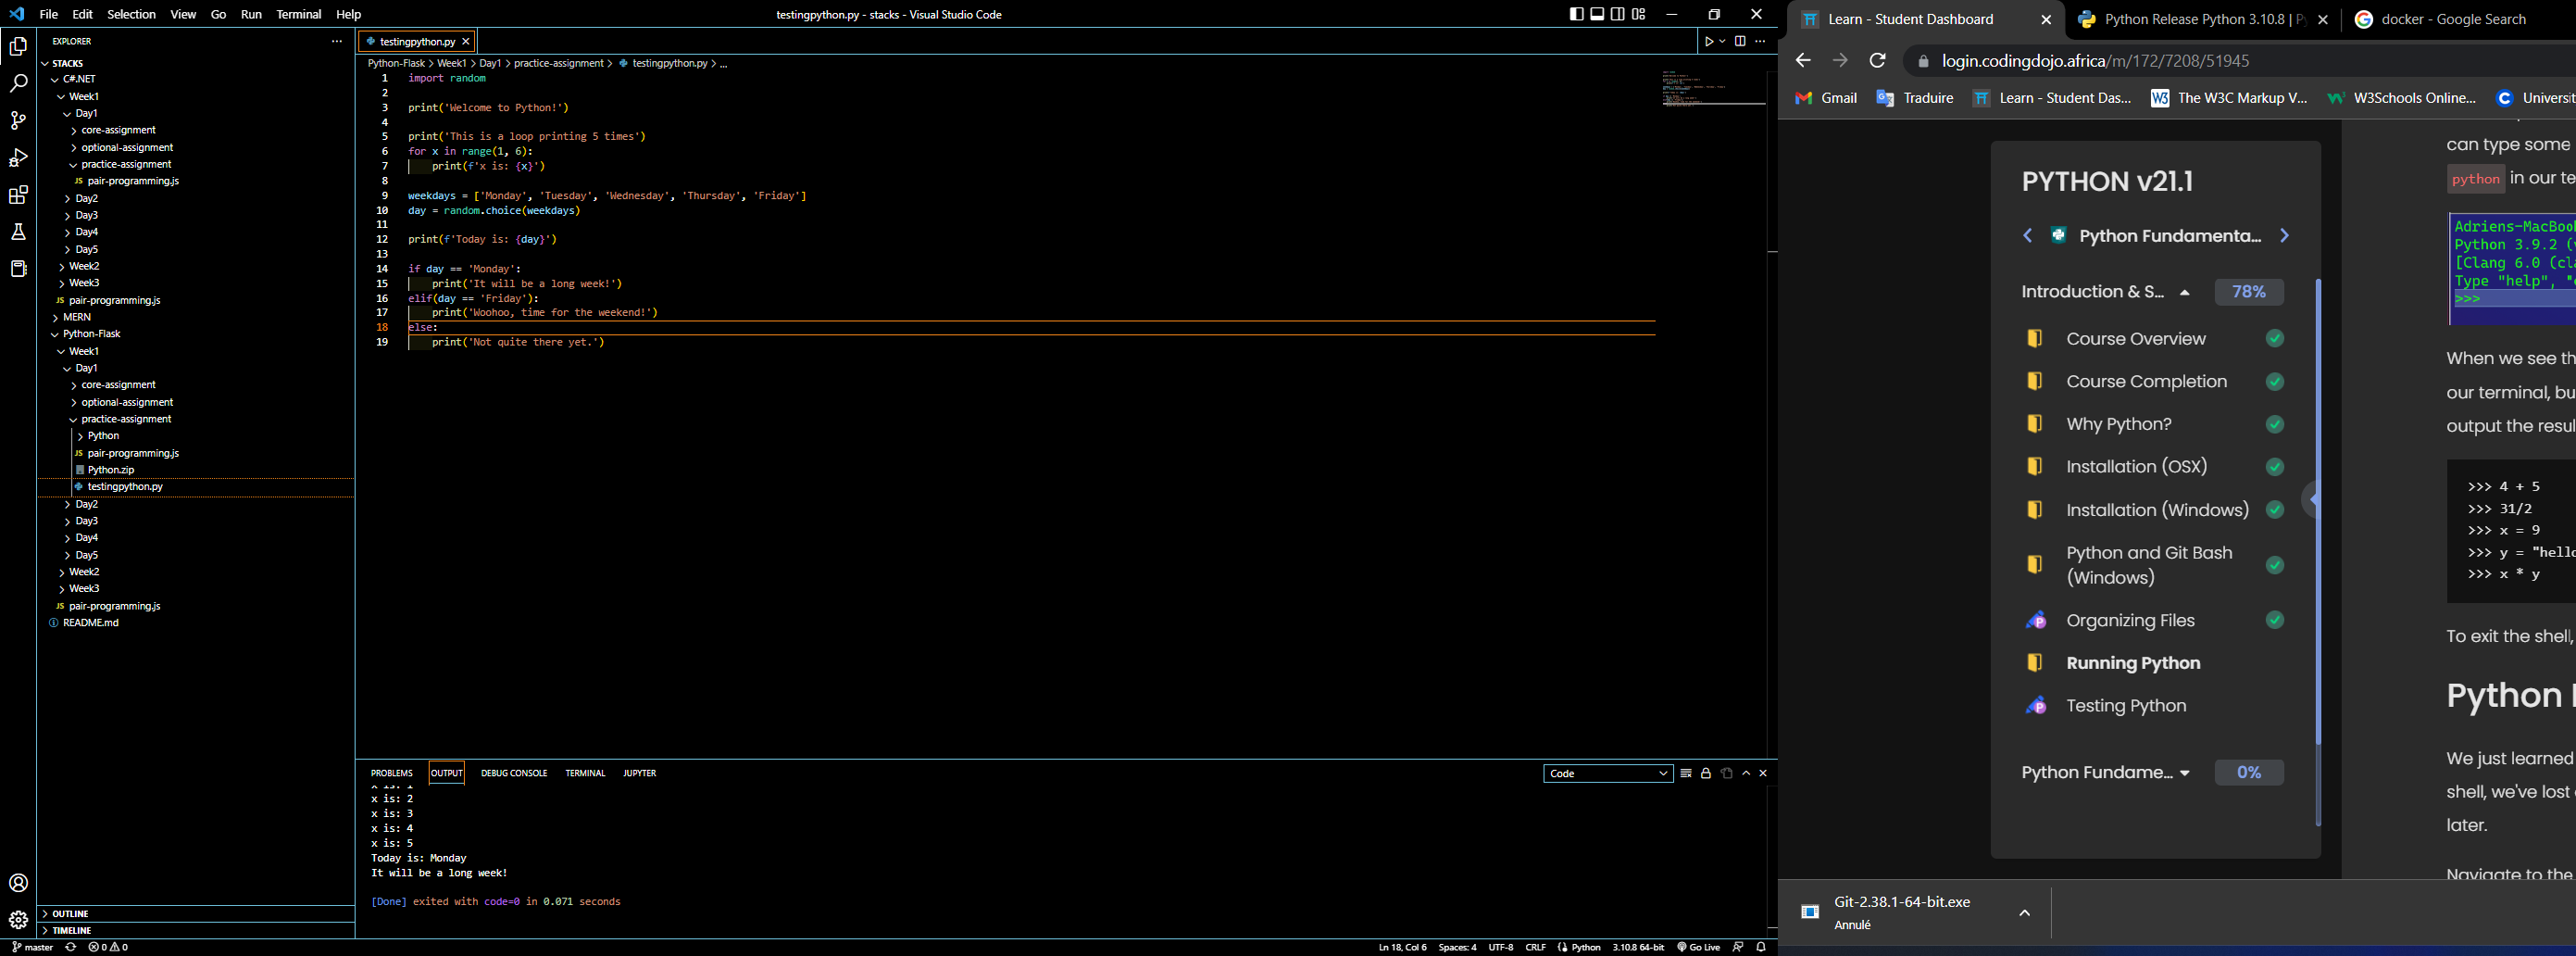 File Edit Selection View Go Run Terminal Help
testingpython.py - stacks - Visual Studio Code
EXPLORER
STACKS
C#.NET
Week1
Day1
core-assignment
optional-assignment
practice-assignment
JS pair-programming.js
Day2
Day3
Day4
Day5
Week2
Week3
JS pair-programming.js
MERN
Python-Flask
Week1
Day1
core-assignment
optional-assignment
practice-assignment
Python
JS pair-programming.js
Python.zip
testingpython.py
Day2
Day3
Day4
Day5
Week2
Week3
JS pair-programming.js
README.md
OUTLINE
TIMELINE
testingpython.py
Python-Flask > Week1 > Day1 > practice-assignment > testingpython.py > ...
1 import random
2
3 print('Welcome to Python!')
4
5 print('This is a loop printing 5 times')
6 for x in range(1, 6):
7 print(f'x is: {x}')
8
9 weekdays = ['Monday', 'Tuesday', 'Wednesday', 'Thursday', 'Friday']
10 day = random.choice(weekdays)
11
12 print(f'Today is: {day}')
13
14 if day == 'Monday':
15 print('It will be a long week!')
16 elif(day == 'Friday'):
17 print('Woohoo, time for the weekend!')
18 else:
19 print('Not quite there yet.')
PROBLEMS OUTPUT DEBUG CONSOLE TERMINAL JUPYTER
Code
x is: 1
x is: 2
x is: 3
x is: 4
x is: 5
Today is: Monday
It will be a long week!
[Done] exited with code=0 in 0.071 seconds
master 0 0
Ln 18, Col 6 Spaces: 4 UTF-8 CRLF Python 3.10.8 64-bit Go Live
Learn - Student Dashboard
Python Release Python 3.10.8 |
docker - Google Search
login.codingdojo.africa/m/172/7208/51945
Gmail Traduire Learn - Student Das... The W3C Markup V... W3Schools Online...
PYTHON v21.1
Python Fundamenta...
Introduction & S... 78%
Course Overview
Course Completion
Why Python?
Installation (OSX)
Installation (Windows)
Python and Git Bash
(Windows)
Organizing Files
Running Python
Testing Python
Python Fundame... 0%
can type some
python in our te
Adriens-MacBook
Python 3.9.2 (
[Clang 6.0 (cla
Type "help", "
>>>
When we see th
our terminal, bu
output the resul
>>> 4 + 5
>>> 31/2
>>> x = 9
>>> y = "hello
>>> x * y
To exit the shell,
Python
We just learned
shell, we've lost
later.
Navigate to the
Git-2.38.1-64-bit.exe
Annulé